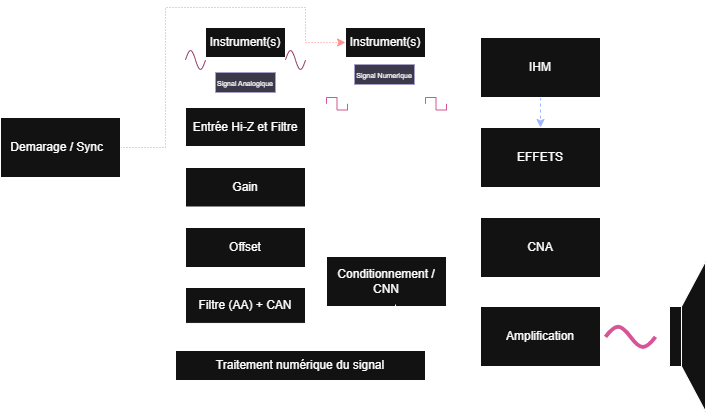 Instrument(s)
Instrument(s)
Signal Analogique
Signal Numerique
IHM
Entrée Hi-Z et Filtre
Demarage / Sync
EFFETS
Gain
Offset
CNA
Conditionnement /
CNN
Filtre (AA) + CAN
Amplification
Traitement numérique du signal